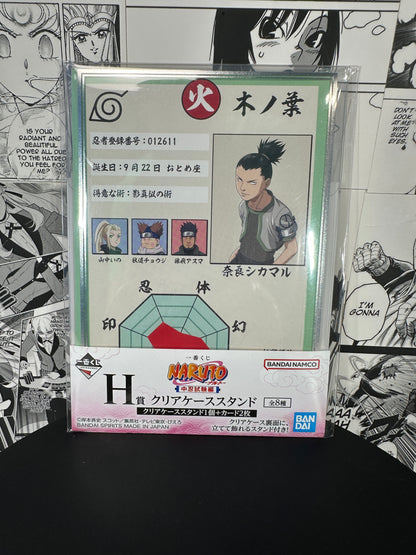 火 木ノ葉
忍者登録番号:012611
誕生日:9月22日 おとめ座
得意な術:影真似の術
山中いの 秋道チョウジ 猿飛アスマ
奈良シカマル
忍 体
印 幻
一番くじ
一番くじ
NARUTO
中忍試験編
BANDAI NAMCO
H賞 クリアケーススタンド 全8種
クリアケーススタンド1個+カード2枚
クリアケース裏面に、
立てて飾れるスタンド付き!
BANDAI
©岸本斉史 スコット/集英社・テレビ東京・ぴえろ
BANDAI SPIRITS MADE IN JAPAN
IS YOUR
RADIANT AND
BEAUTIFUL
POWER ALL DUE
TO THE HATRED
YOU FEEL FOR
ME?
I'M
GONNA